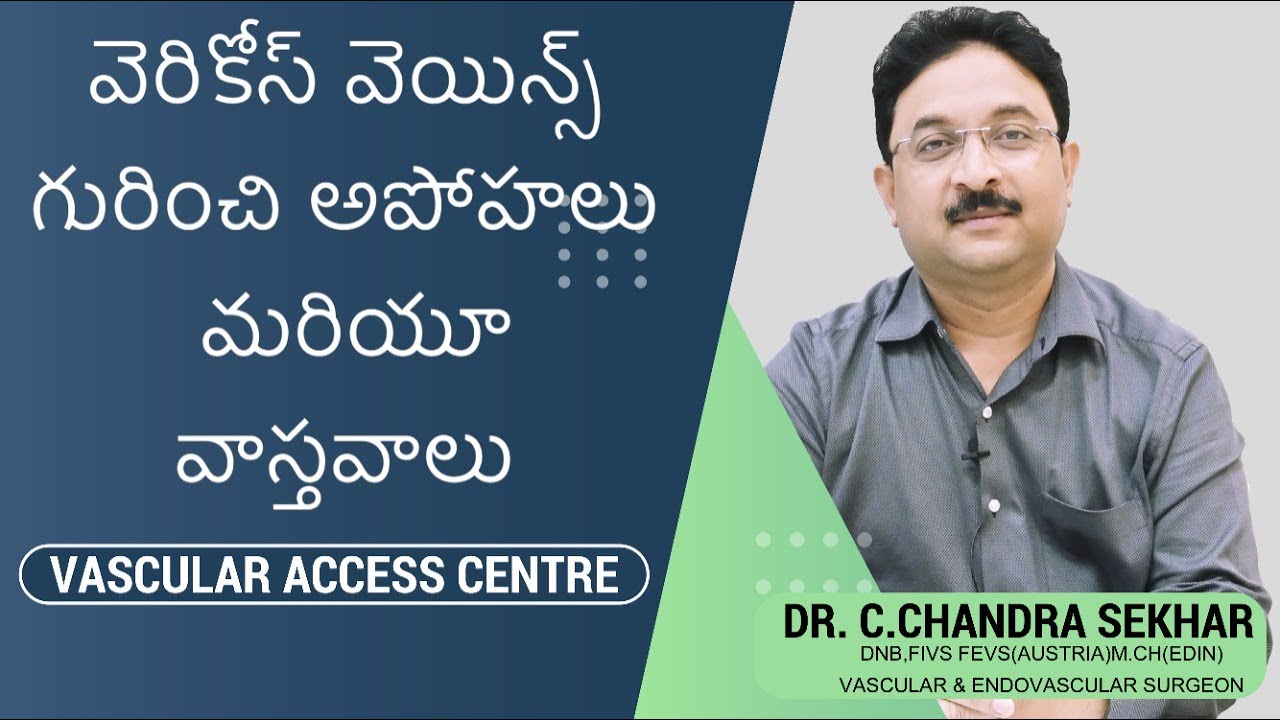 వెరికోస్ వెయిన్స్
గురించి అపోహలు
మరియూ
వాస్తవాలు
VASCULAR ACCESS CENTRE
DR. C.CHANDRA SEKHAR
DNB,FIVS FEVS(AUSTRIA)M.CH(EDIN)
VASCULAR & ENDOVASCULAR SURGEON